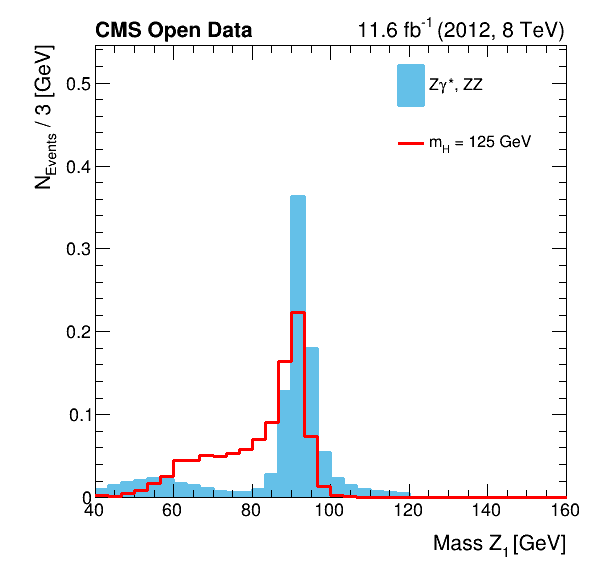 CMS Open Data 11.6 fb⁻¹ (2012, 8 TeV)
N_Events / 3 [GeV]
Zγ*, ZZ
m_H = 125 GeV
0.5
0.4
0.3
0.2
0.1
0
40 60 80 100 120 140 160
Mass Z₁ [GeV]